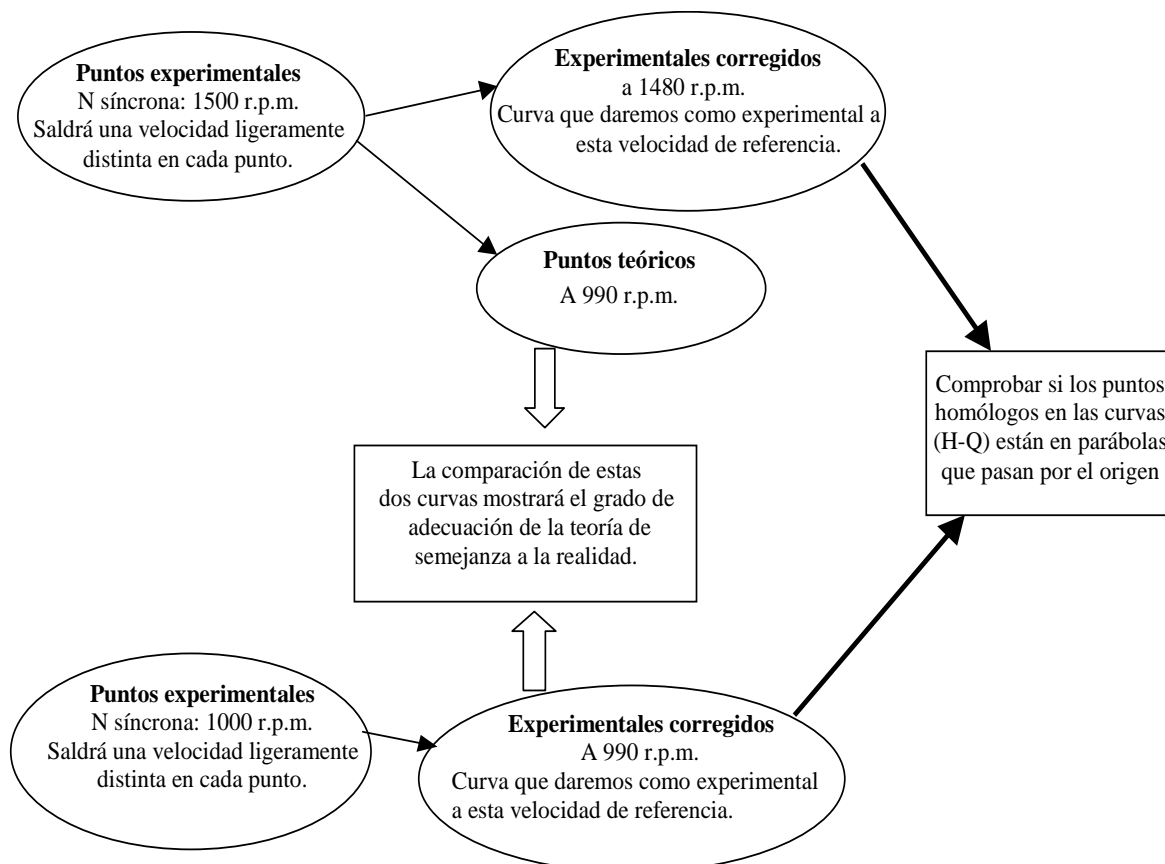 Puntos experimentales
N síncrona: 1500 r.p.m.
Saldrá una velocidad ligeramente
distinta en cada punto.
Experimentales corregidos
a 1480 r.p.m.
Curva que daremos como experimental a
esta velocidad de referencia.
Puntos teóricos
A 990 r.p.m.
Comprobar si los puntos
homólogos en las curvas
(H-Q) están en parábolas
que pasan por el origen
La comparación de estas
dos curvas mostrará el grado de
adecuación de la teoría de
semejanza a la realidad.
Puntos experimentales
N síncrona: 1000 r.p.m.
Saldrá una velocidad ligeramente
distinta en cada punto.
Experimentales corregidos
A 990 r.p.m.
Curva que daremos como experimental
a esta velocidad de referencia.